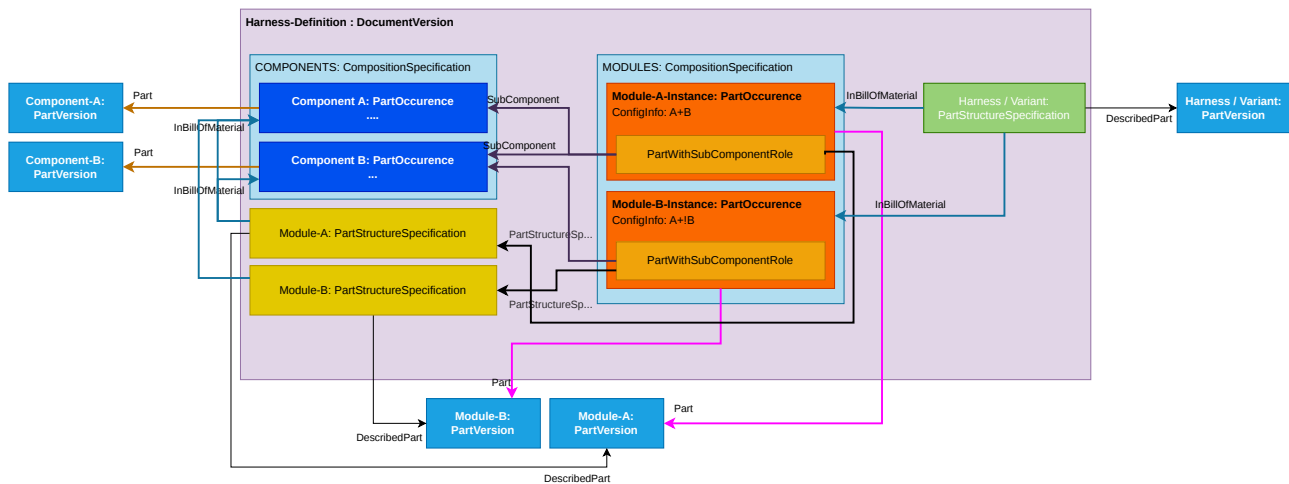 Harness-Definition : DocumentVersion
COMPONENTS: CompositionSpecification
MODULES: CompositionSpecification
Component-A:
PartVersion
Part
Component A: PartOccurence
....
SubComponent
Module-A-Instance: PartOccurence
ConfigInfo: A+B
InBillOfMaterial
Harness / Variant:
PartStructureSpecification
DescribedPart
Harness / Variant:
PartVersion
InBillOfMaterial
Component-B:
PartVersion
Part
Component B: PartOccurence
...
SubComponent
PartWithSubComponentRole
InBillOfMaterial
Module-B-Instance: PartOccurence
ConfigInfo: A+!B
InBillOfMaterial
Module-A: PartStructureSpecification
PartStructureSp...
PartWithSubComponentRole
Module-B: PartStructureSpecification
PartStructureSp...
Part
Module-B:
PartVersion
Module-A:
PartVersion
Part
DescribedPart
DescribedPart